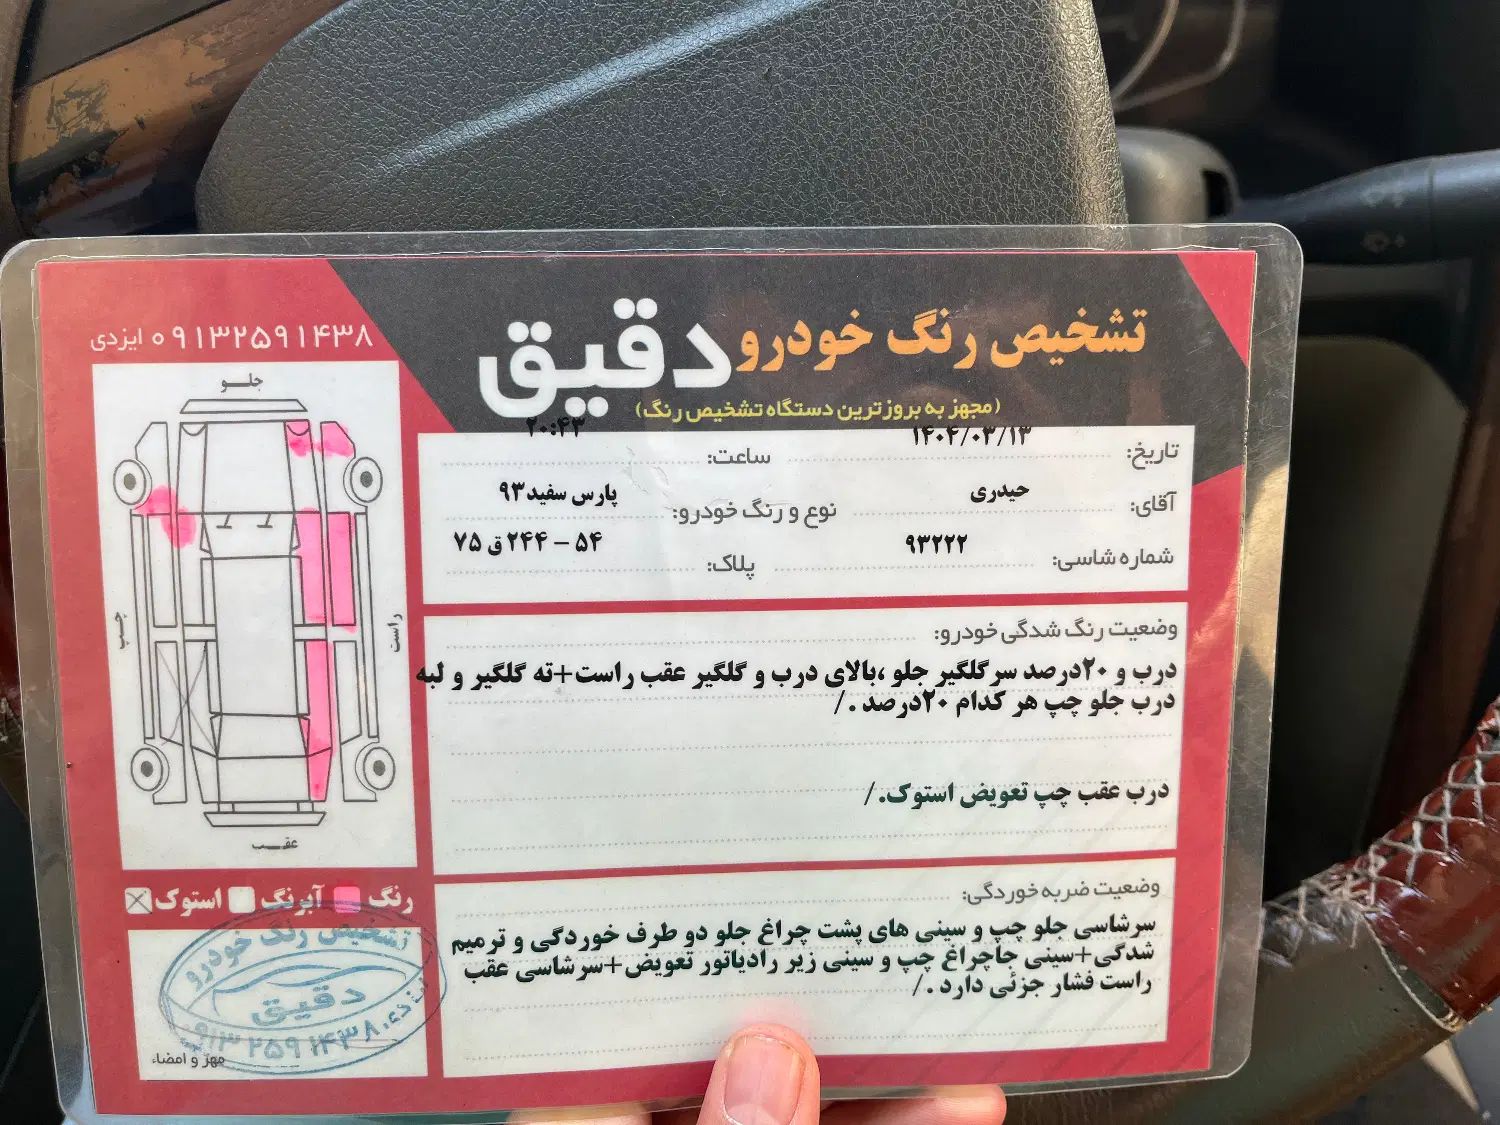 تشخیص رنگ خودرو دقیق
(مجهز به بروزترین دستگاه تشخیص رنگ)
۰۹۱۳۲۵۹۱۴۳۸ ایزدی
تاریخ: ۱۴۰۴/۰۳/۱۳ ساعت: ۲۰:۴۳
آقای: حیدری نوع و رنگ خودرو: پارس سفید۹۳
شماره شاسی: ۹۳۲۲۲ پلاک: ۵۴ – ۲۴۴ ق ۷۵
وضعیت رنگ شدگی خودرو:
درب و ۲۰درصد سرگلگیر جلو ،بالای درب و گلگیر عقب راست+ته گلگیر و لبه
درب جلو چپ هر کدام ۲۰درصد ./
درب عقب چپ تعویض استوک./
وضعیت ضربه خوردگی:
سرشاسی جلو چپ و سینی های پشت چراغ جلو دو طرف خوردگی و ترمیم
شدگی+سینی جاچراغ چپ و سینی زیر رادیاتور تعویض+سرشاسی عقب
راست فشار جزئی دارد ./
جلو
راست
چپ
عقب
رنگ آبرنگ استوک
تشخیص رنگ خودرو
دقیق
۰۹۱۳۲۵۹۱۴۳۸
مهر و امضاء